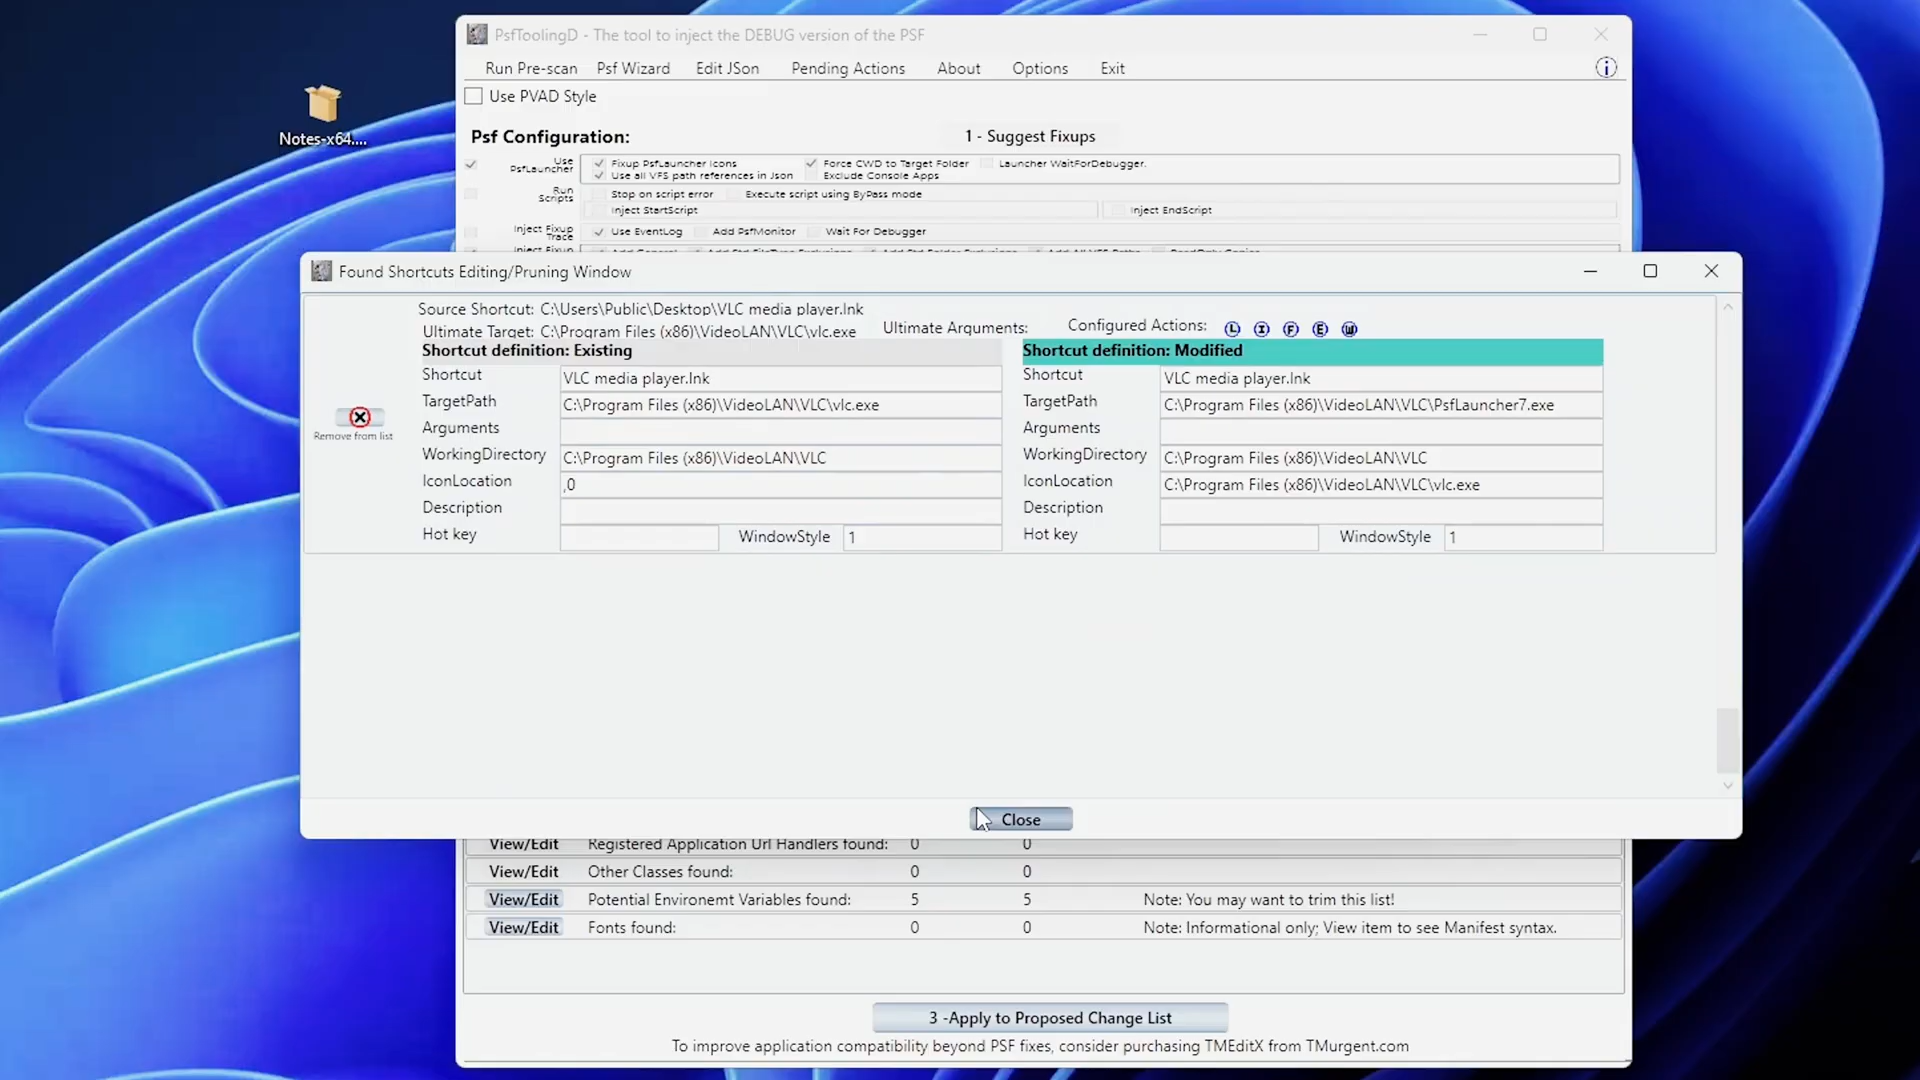 PsfToolingD - The tool to inject the DEBUG version of the PSF
Run Pre-scan Psf Wizard Edit JSon Pending Actions About Options Exit
Use PVAD Style
Notes-x64....
Psf Configuration: 1 - Suggest Fixups
Use PsfLauncher Fixup PsfLauncher Icons Force CWD to Target Folder Launcher WaitForDebugger.
Use all VFS path references in Json Exclude Console Apps
Run Scripts Stop on script error Execute script using ByPass mode
Inject StartScript Inject EndScript
Inject Fixup Trace Use EventLog Add PsfMonitor Wait For Debugger
Inject Fixup
Found Shortcuts Editing/Pruning Window
Source Shortcut: C:\Users\Public\Desktop\VLC media player.lnk
Ultimate Target: C:\Program Files (x86)\VideoLAN\VLC\vlc.exe Ultimate Arguments: Configured Actions: L I F E W
Shortcut definition: Existing Shortcut definition: Modified
Shortcut VLC media player.lnk Shortcut VLC media player.lnk
TargetPath C:\Program Files (x86)\VideoLAN\VLC\vlc.exe TargetPath C:\Program Files (x86)\VideoLAN\VLC\PsfLauncher7.exe
Remove from list
Arguments Arguments
WorkingDirectory C:\Program Files (x86)\VideoLAN\VLC WorkingDirectory C:\Program Files (x86)\VideoLAN\VLC
IconLocation ,0 IconLocation C:\Program Files (x86)\VideoLAN\VLC\vlc.exe
Description Description
Hot key WindowStyle 1 Hot key WindowStyle 1
Close
View/Edit Registered Application Url Handlers found: 0 0
View/Edit Other Classes found: 0 0
View/Edit Potential Environemt Variables found: 5 5 Note: You may want to trim this list!
View/Edit Fonts found: 0 0 Note: Informational only; View item to see Manifest syntax.
3 -Apply to Proposed Change List
To improve application compatibility beyond PSF fixes, consider purchasing TMEditX from TMurgent.com